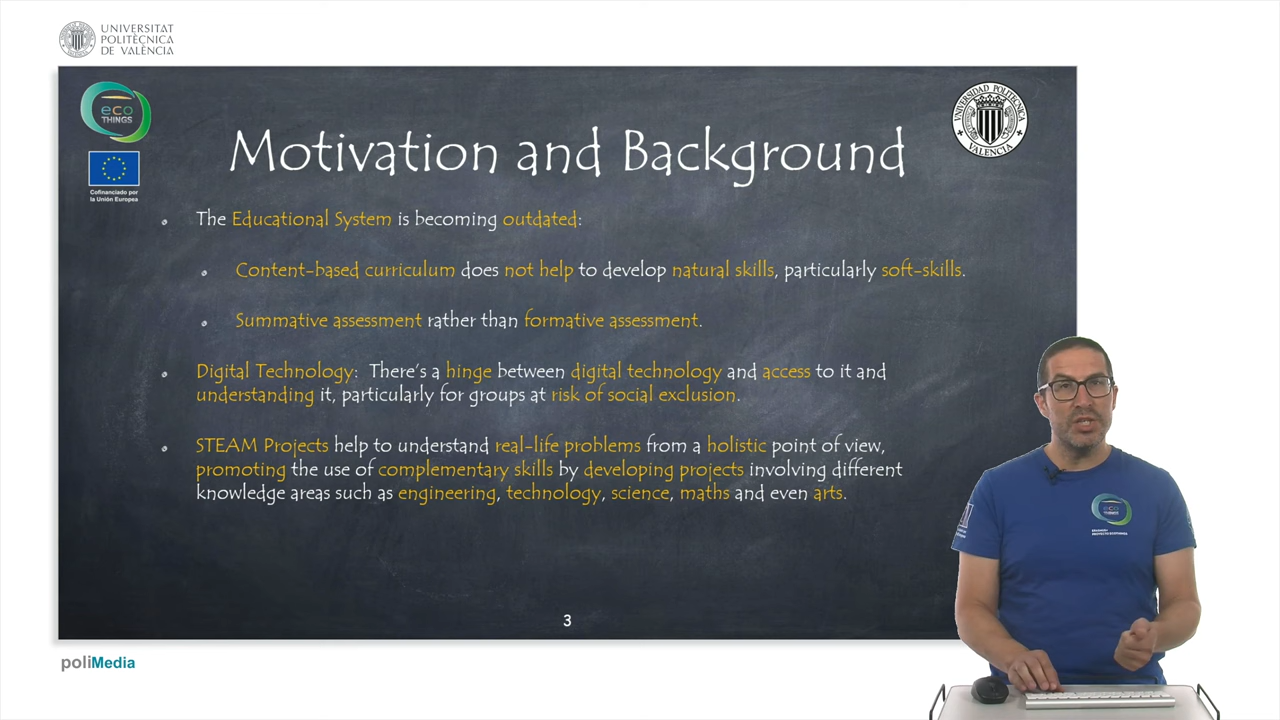 UNIVERSITAT
POLITÈCNICA
DE VALÈNCIA
eco
THINGS
Cofinanciado por
la Unión Europea
UNIVERSIDAD POLITECNICA
VALENCIA
Motivation and Background
The Educational System is becoming outdated:
Content-based curriculum does not help to develop natural skills, particularly soft-skills.
Summative assessment rather than formative assessment.
Digital Technology: There's a hinge between digital technology and access to it and
understanding it, particularly for groups at risk of social exclusion.
STEAM Projects help to understand real-life problems from a holistic point of view,
promoting the use of complementary skills by developing projects involving different
knowledge areas such as engineering, technology, science, maths and even arts.
3
eco
THINGS
poliMedia